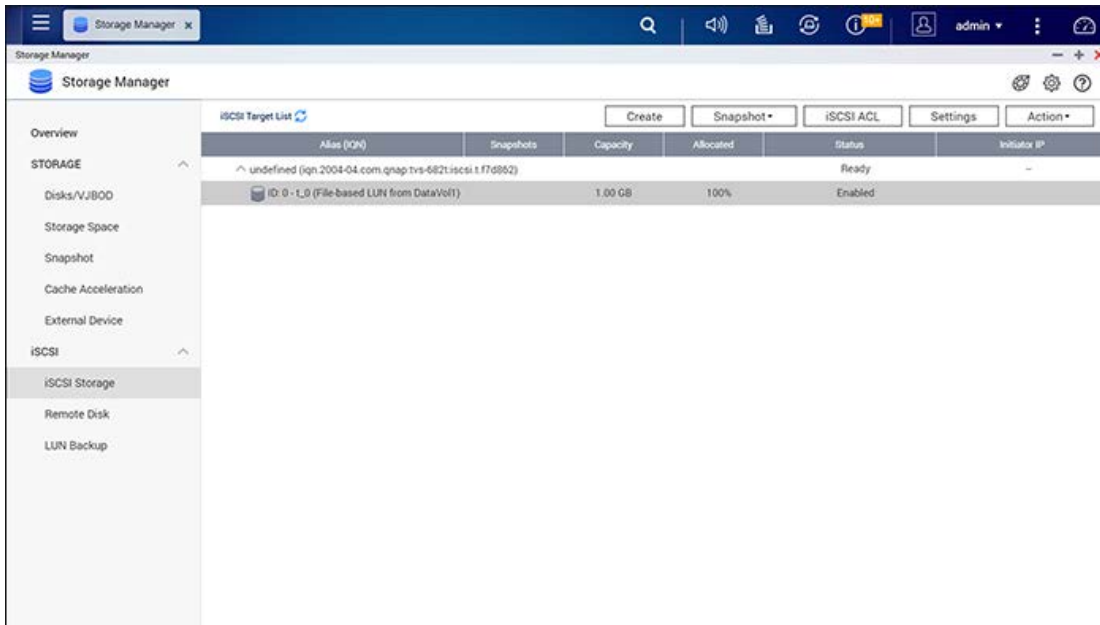 Storage Manager x
10+
admin
Storage Manager
Storage Manager
iSCSI Target List Create Snapshot iSCSI ACL Settings Action
Overview
Alias (IQN) Snapshots Capacity Allocated Status Initiator IP
STORAGE
undefined (iqn.2004-04.com.qnap:tvs-682t:iscsi.t.f7d862) Ready --
Disks/VJBOD
ID: 0 - t_0 (File-based LUN from DataVol1) 1.00 GB 100% Enabled
Storage Space
Snapshot
Cache Acceleration
External Device
iSCSI
iSCSI Storage
Remote Disk
LUN Backup